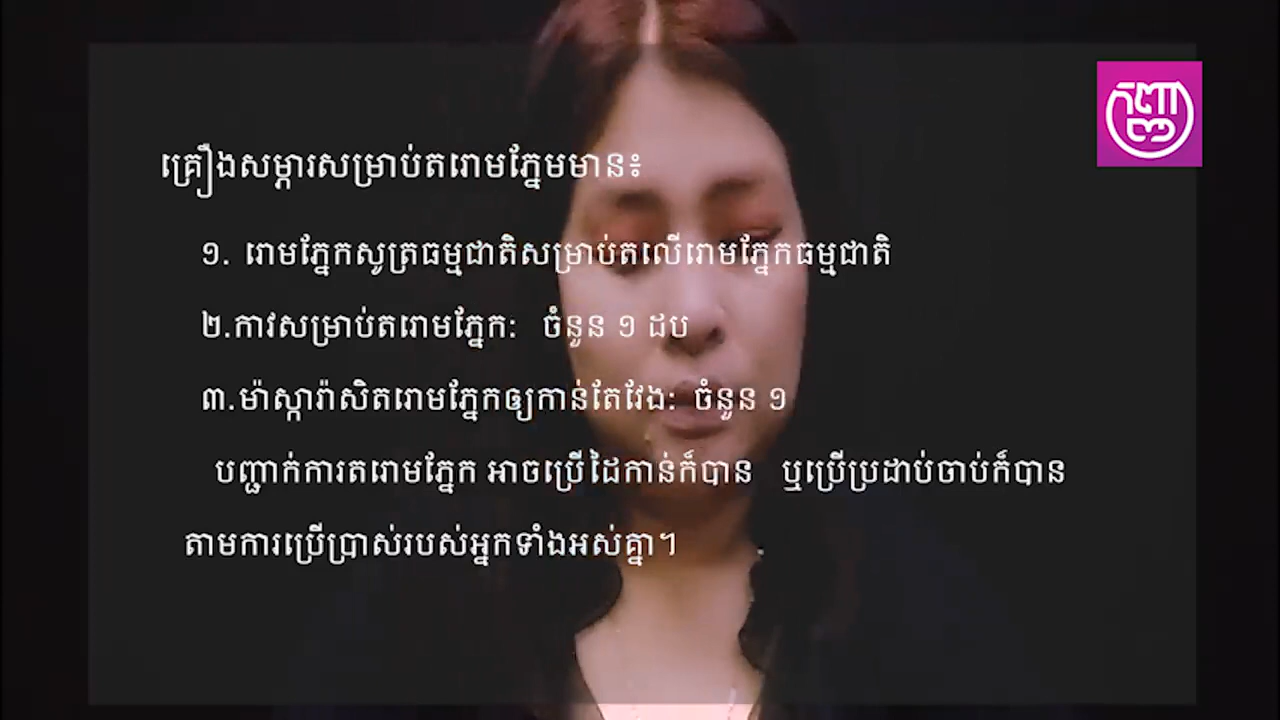 កំពាញ
គ្រឿងសម្ភារសម្រាប់តរោមភ្នែមមាន៖
១. រោមភ្នែកសូត្រធម្មជាតិសម្រាប់តលើរោមភ្នែកធម្មជាតិ
២.កាវសម្រាប់តរោមភ្នែក: ចំនួន ១ ដប
៣.ម៉ាស្ការ៉ាសិតរោមភ្នែកឲ្យកាន់តែវែង: ចំនួន ១
បញ្ជាក់ការតរោមភ្នែក អាចប្រើដៃកាន់ក៏បាន ឬប្រើប្រដាប់ចាប់ក៏បាន
តាមការប្រើប្រាស់របស់អ្នកទាំងអស់គ្នា។